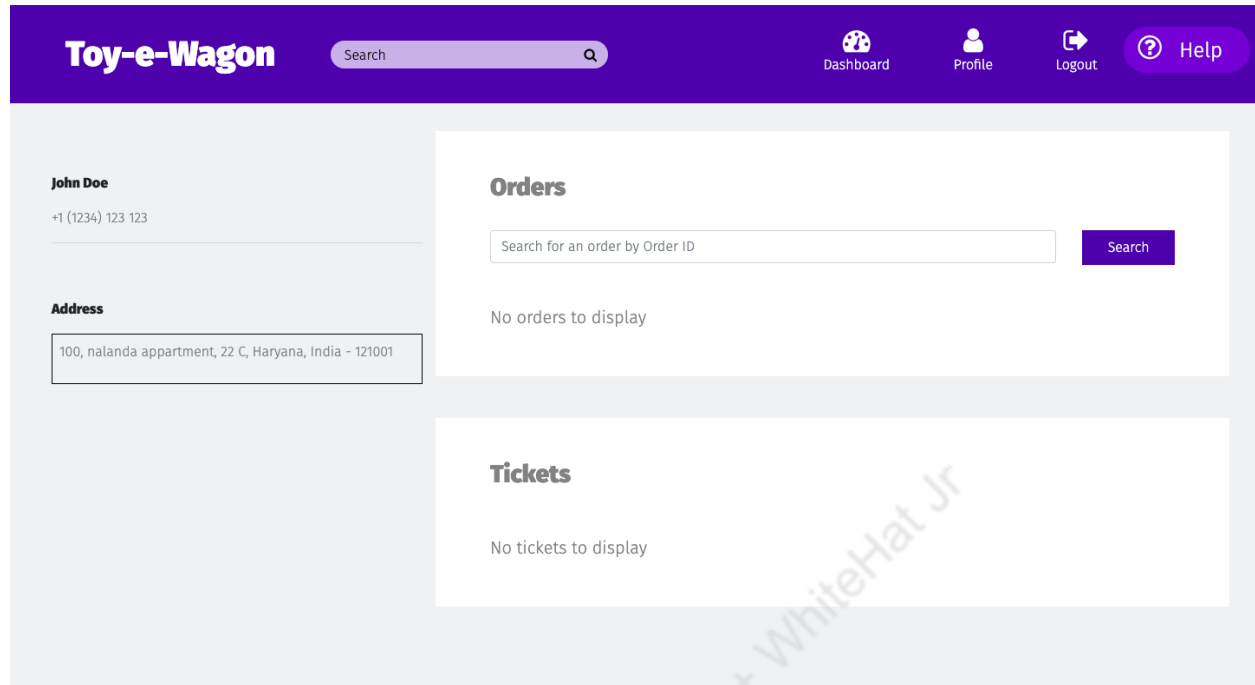 Toy-e-Wagon
Search
Dashboard
Profile
Logout
Help
John Doe
+1 (1234) 123 123
Address
100, nalanda appartment, 22 C, Haryana, India - 121001
Orders
Search for an order by Order ID
Search
No orders to display
Tickets
No tickets to display
WhiteHat Jr